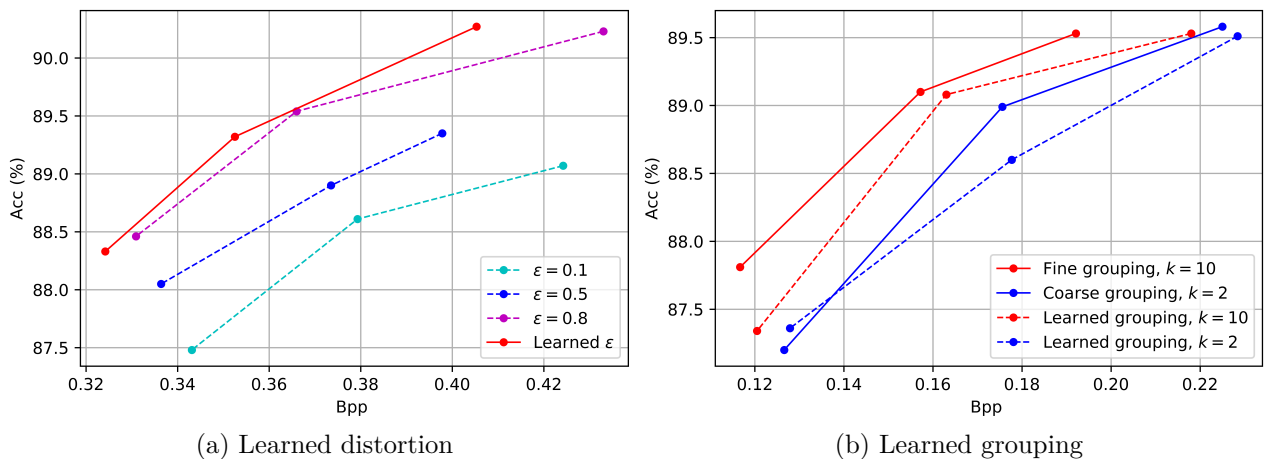 90.0
89.5
89.0
88.5
88.0
87.5
Acc (%)
0.32 0.34 0.36 0.38 0.40 0.42
Bpp
ε = 0.1
ε = 0.5
ε = 0.8
Learned ε
(a) Learned distortion
89.5
89.0
88.5
88.0
87.5
Acc (%)
0.12 0.14 0.16 0.18 0.20 0.22
Bpp
Fine grouping, k = 10
Coarse grouping, k = 2
Learned grouping, k = 10
Learned grouping, k = 2
(b) Learned grouping